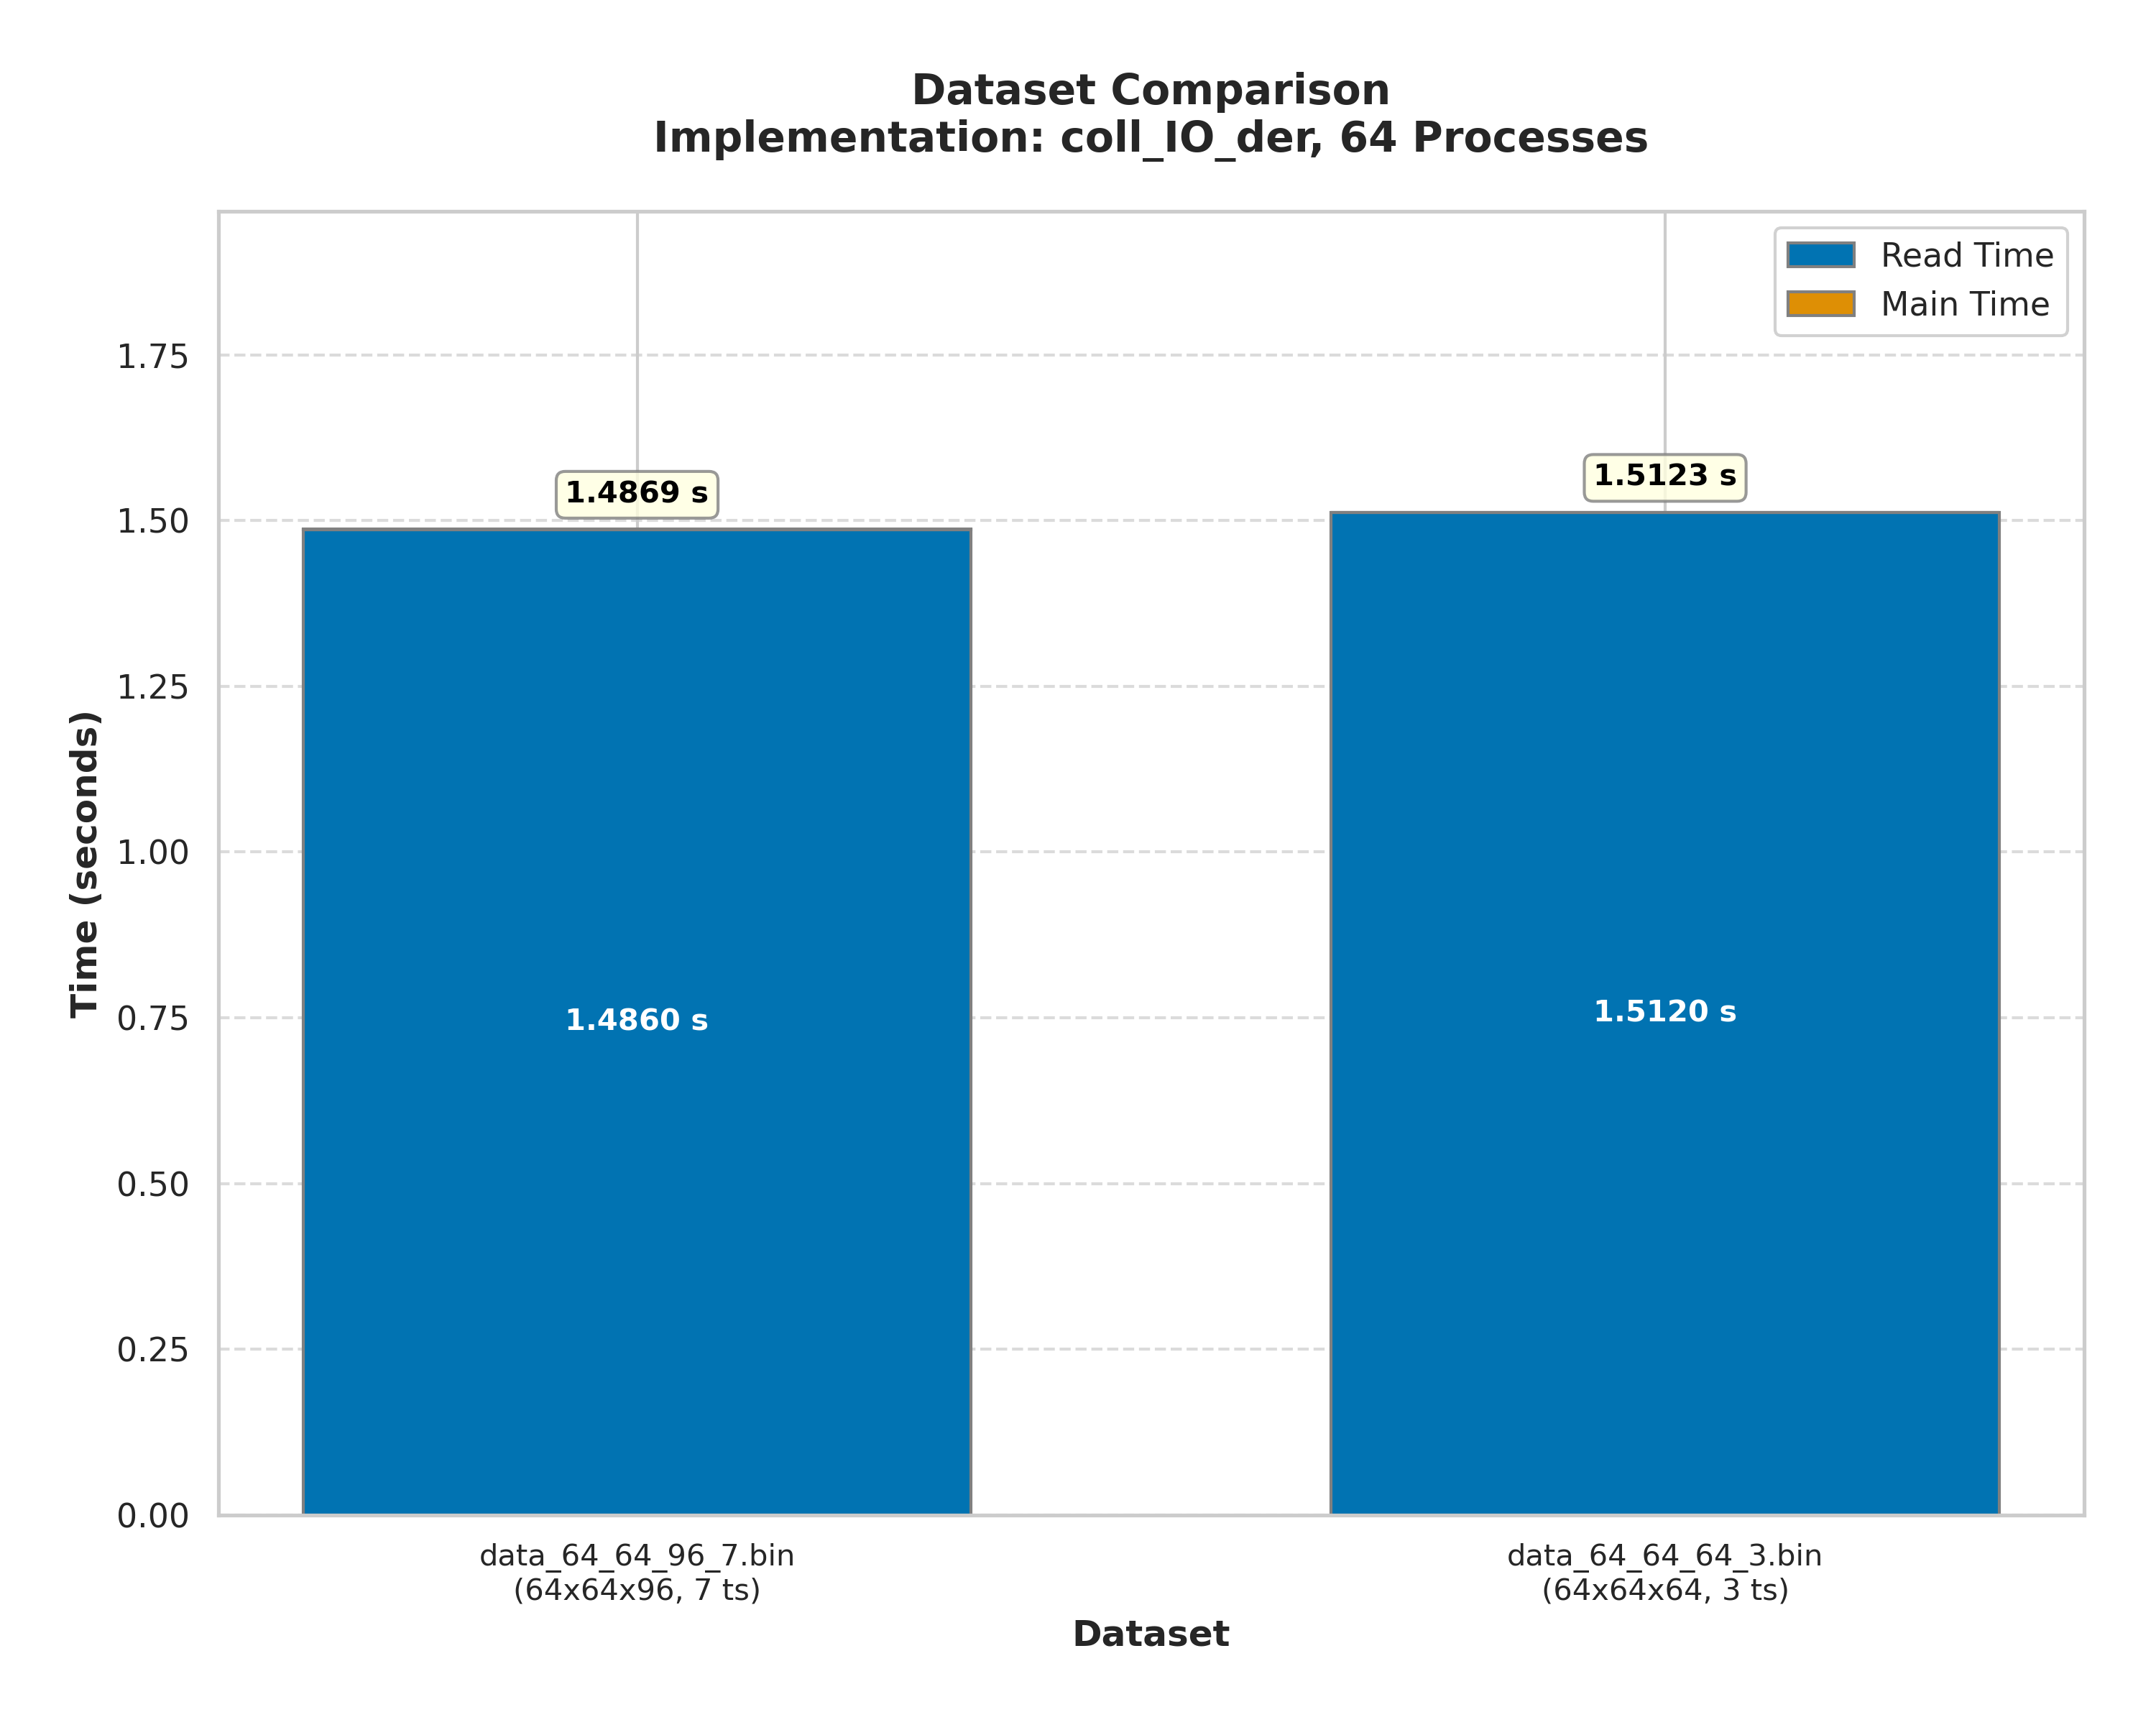 Dataset Comparison
Implementation: coll_IO_der, 64 Processes
Read Time
Main Time
1.75
1.50
1.25
1.00
0.75
0.50
0.25
0.00
Time (seconds)
1.4869 s
1.5123 s
1.4860 s
1.5120 s
data_64_64_96_7.bin
(64x64x96, 7 ts)
data_64_64_64_3.bin
(64x64x64, 3 ts)
Dataset